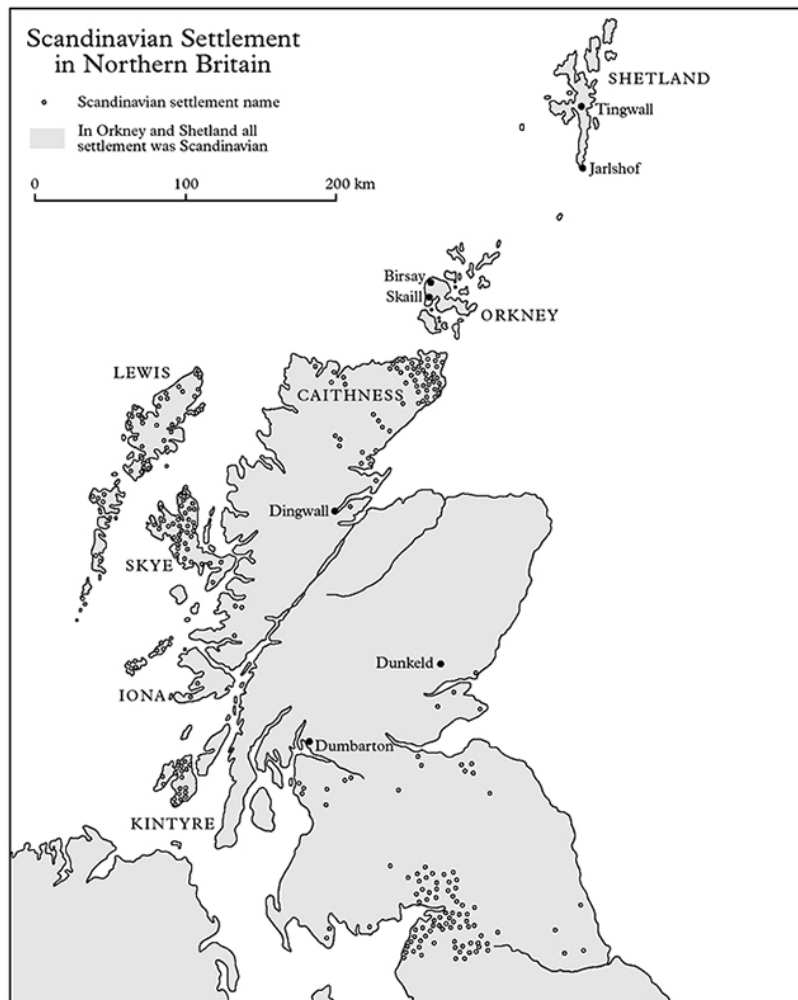 Scandinavian Settlement
in Northern Britain
Scandinavian settlement name
In Orkney and Shetland all
settlement was Scandinavian
0 100 200 km
SHETLAND
Tingwall
Jarlshof
Birsay
Skaill
ORKNEY
LEWIS
CAITHNESS
Dingwall
SKYE
Dunkeld
IONA
Dumbarton
KINTYRE